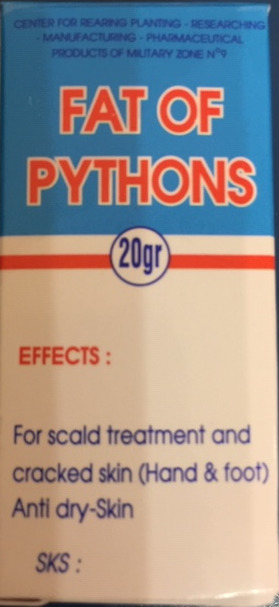 CENTER FOR REARING PLANTING - RESEARCHING
- MANUFACTURING - PHARMACEUTICAL
PRODUCTS OF MILITARY ZONE N°9
FAT OF
PYTHONS
20gr
EFFECTS :
For scald treatment and
cracked skin (Hand & foot)
Anti dry-Skin
SKS :